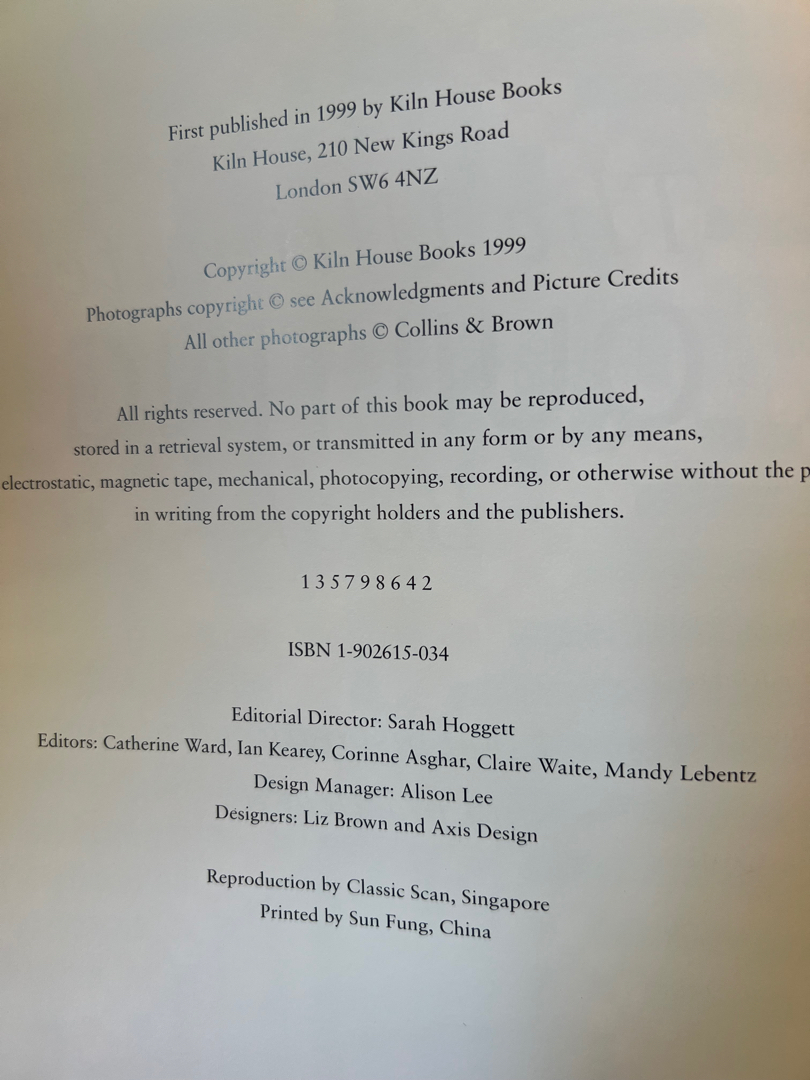 First published in 1999 by Kiln House Books
Kiln House, 210 New Kings Road
London SW6 4NZ
Copyright © Kiln House Books 1999
Photographs copyright © see Acknowledgments and Picture Credits
All other photographs © Collins & Brown
All rights reserved. No part of this book may be reproduced,
stored in a retrieval system, or transmitted in any form or by any means,
electrostatic, magnetic tape, mechanical, photocopying, recording, or otherwise without the p
in writing from the copyright holders and the publishers.
1 3 5 7 9 8 6 4 2
ISBN 1-902615-034
Editorial Director: Sarah Hoggett
Editors: Catherine Ward, Ian Kearey, Corinne Asghar, Claire Waite, Mandy Lebentz
Design Manager: Alison Lee
Designers: Liz Brown and Axis Design
Reproduction by Classic Scan, Singapore
Printed by Sun Fung, China